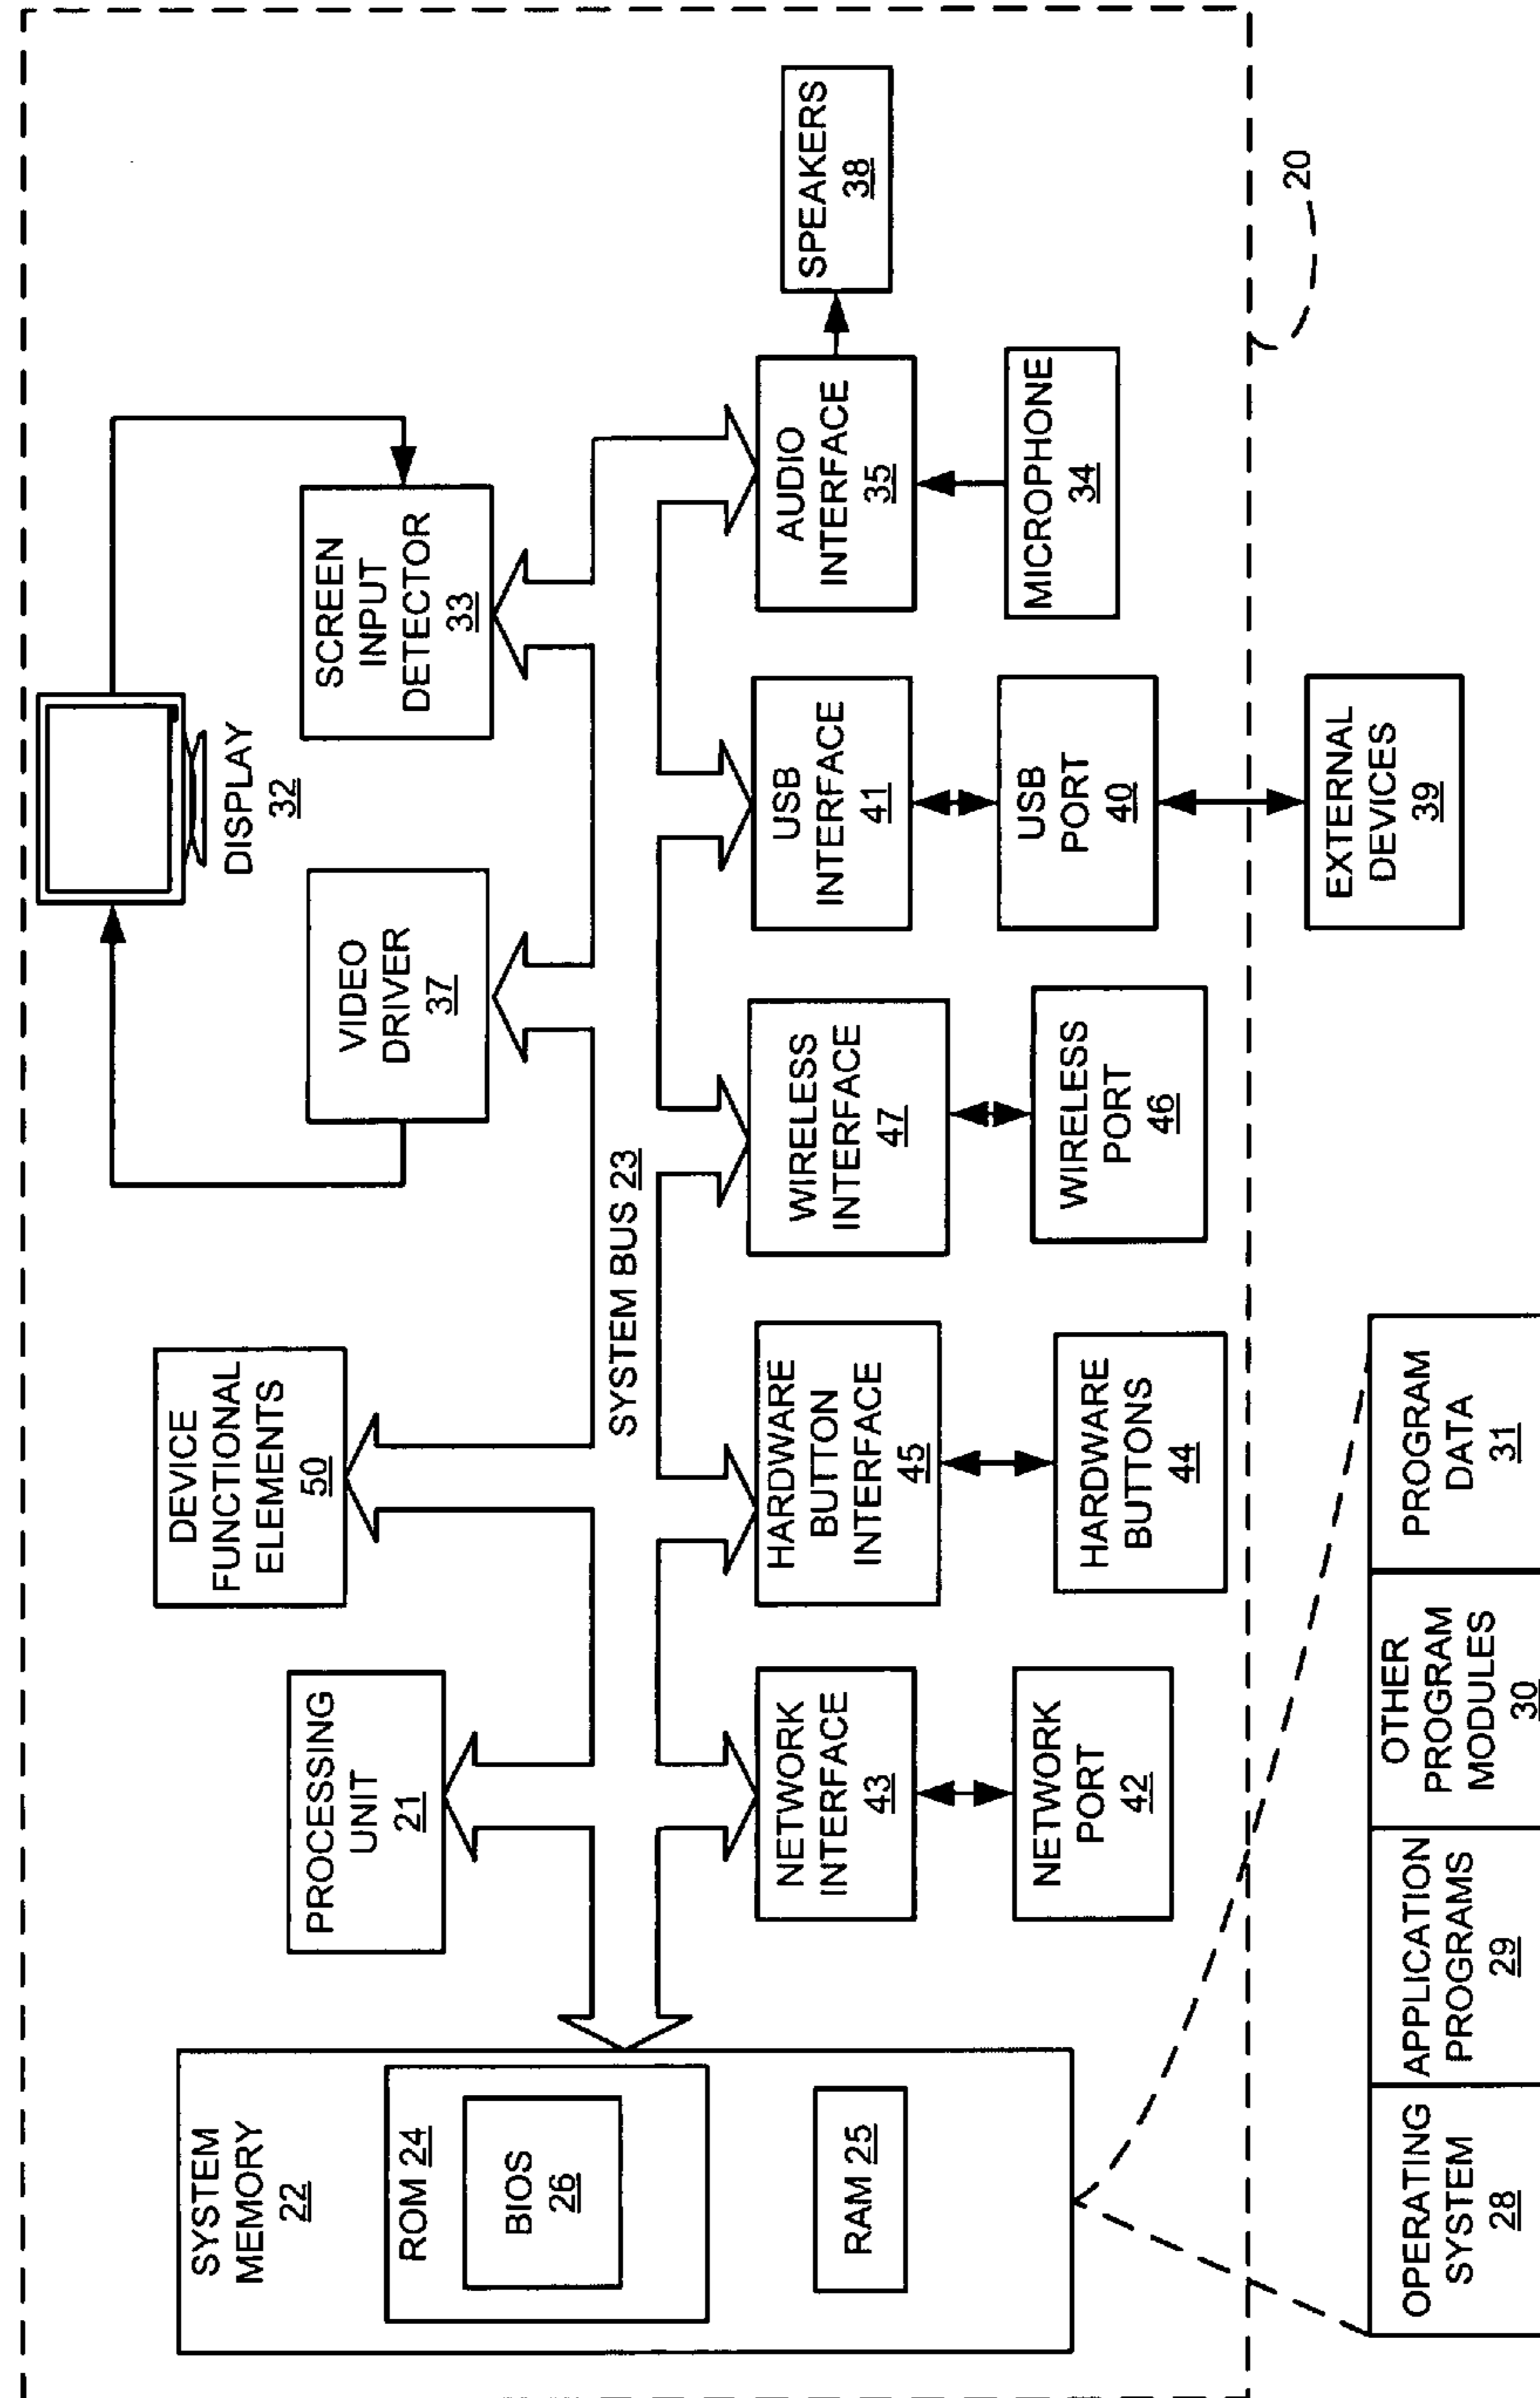 SYSTEM
MEMORY
22
ROM 24
BIOS
26
RAM 25
PROCESSING
UNIT
21
DEVICE
FUNCTIONAL
ELEMENTS
50
VIDEO
DRIVER
37
DISPLAY
32
SCREEN
INPUT
DETECTOR
33
SYSTEM BUS 23
NETWORK
INTERFACE
43
HARDWARE
BUTTON
INTERFACE
45
WIRELESS
INTERFACE
47
USB
INTERFACE
41
AUDIO
INTERFACE
35
SPEAKERS
38
NETWORK
PORT
42
HARDWARE
BUTTONS
44
WIRELESS
PORT
46
USB
PORT
40
MICROPHONE
34
20
EXTERNAL
DEVICES
39
OPERATING
SYSTEM
28
APPLICATION
PROGRAMS
29
OTHER
PROGRAM
MODULES
30
PROGRAM
DATA
31